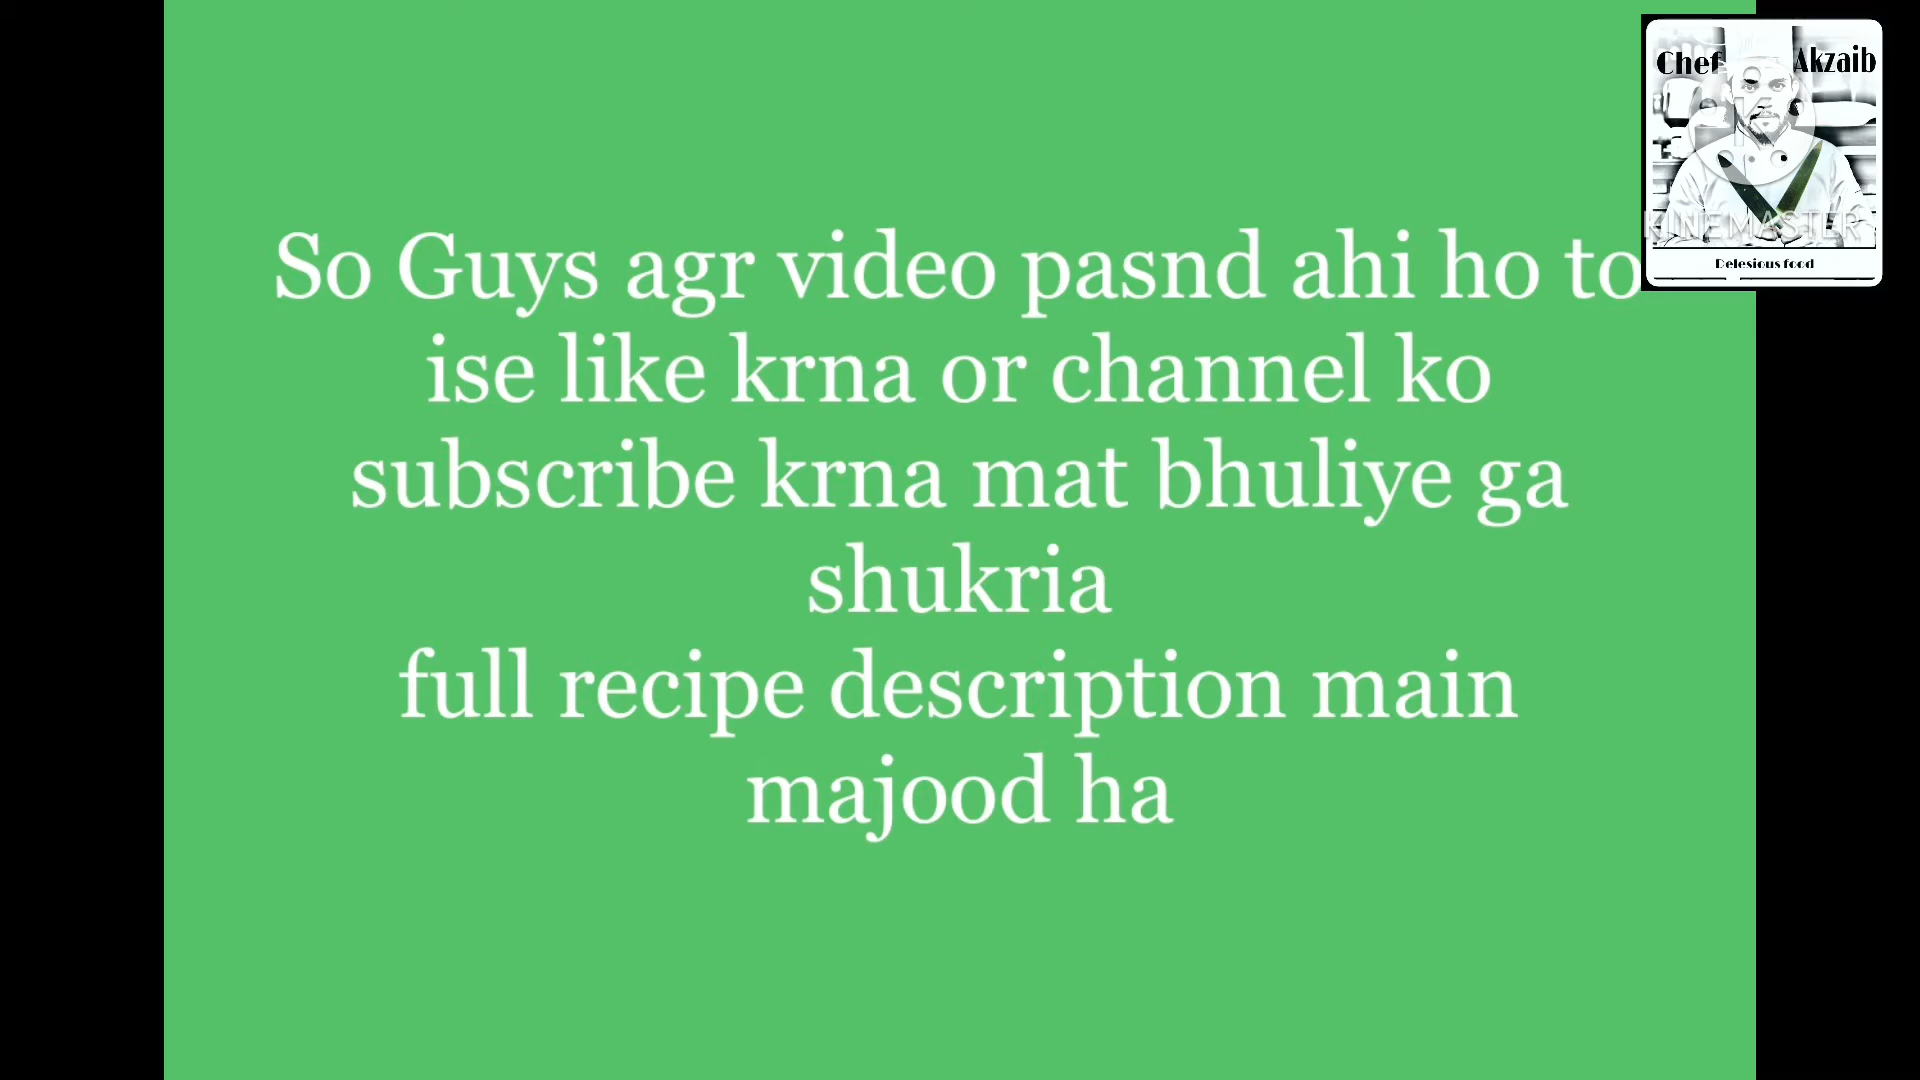 Chef Akzaib
KINEMASTER
Delesious food
So Guys agr video pasnd ahi ho to
ise like krna or channel ko
subscribe krna mat bhuliye ga
shukria
full recipe description main
majood ha